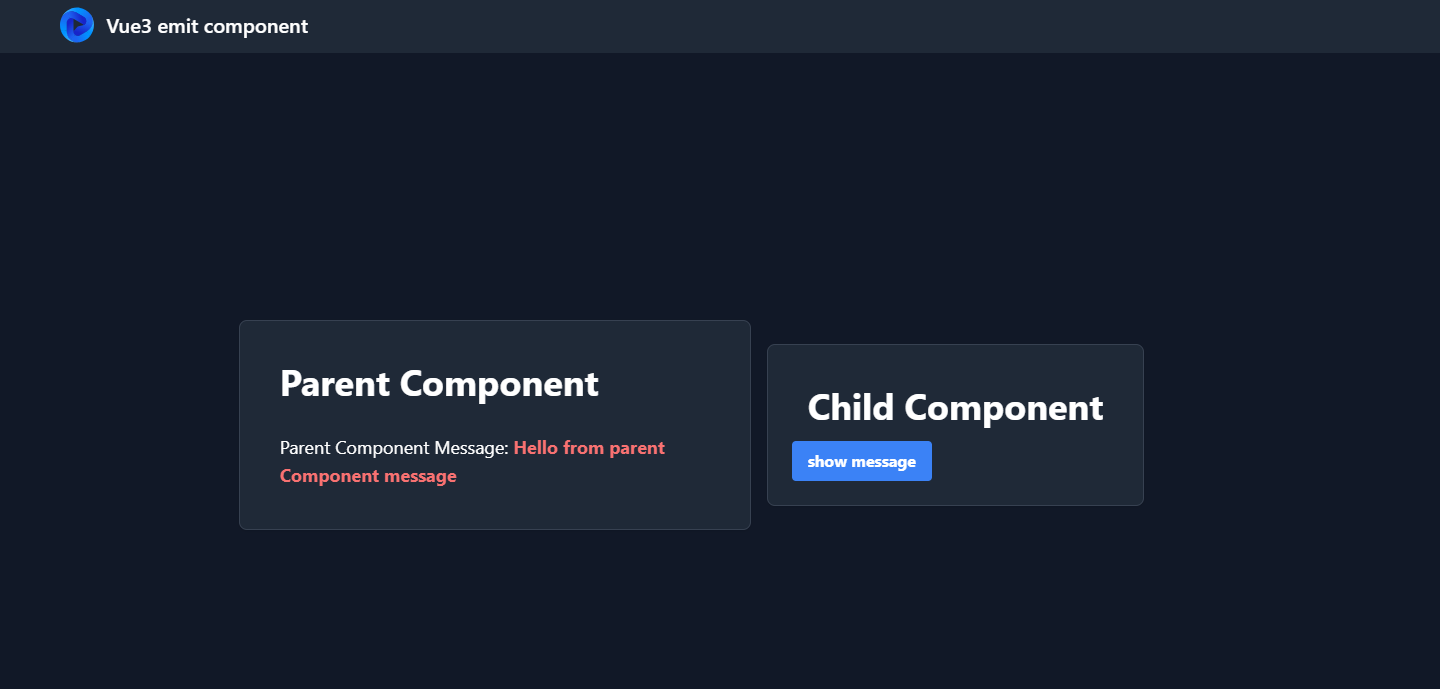 Vue3 emit component
Parent Component
Parent Component Message: Hello from parent
Component message
Child Component
show message